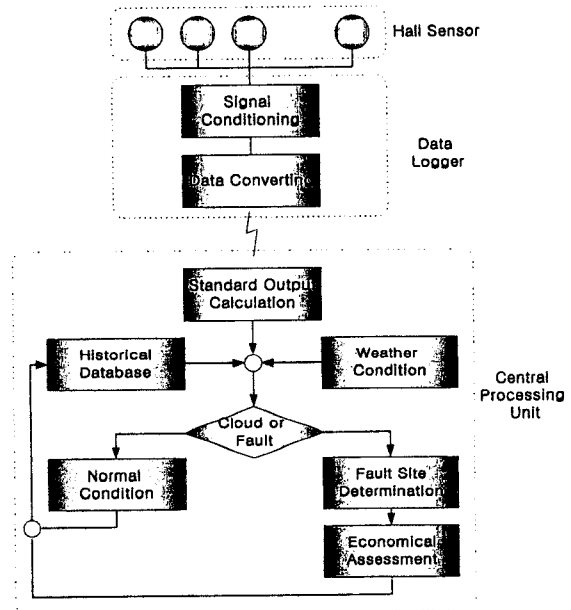 Hall Sensor
Signal
Conditioning
Data Converting
Data
Logger
Standard Output
Calculation
Historical
Database
Weather
Condition
Central
Processing
Unit
Cloud or
Fault
Normal
Condition
Fault Site
Determination
Economical
Assessment